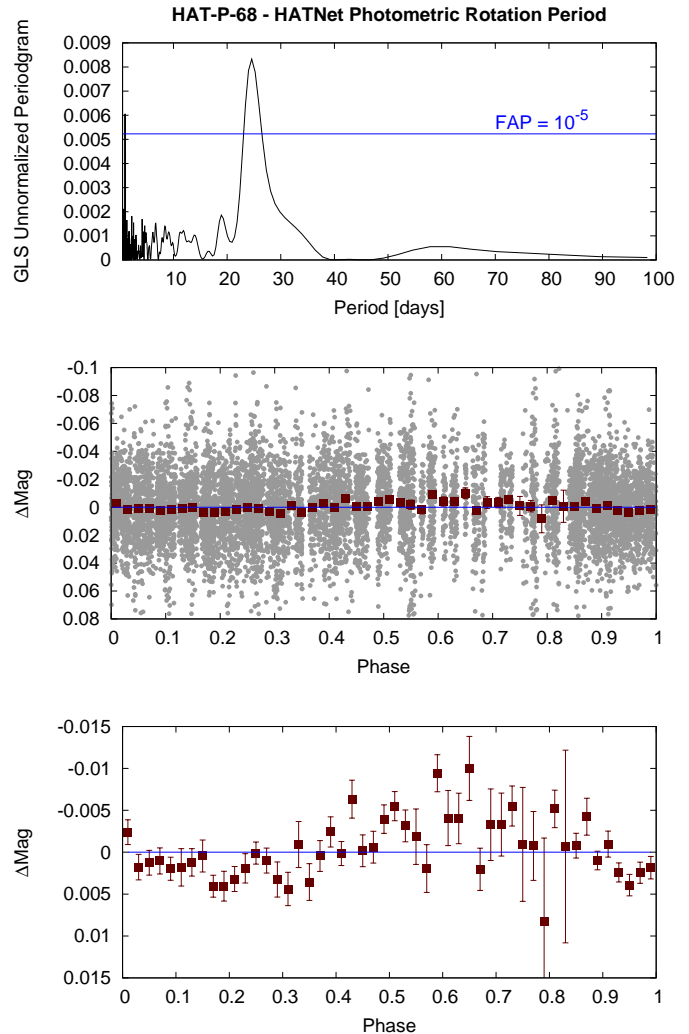 HAT-P-68 - HATNet Photometric Rotation Period
GLS Unnormalized Periodgram
0.009
0.008
0.007
0.006
0.005
0.004
0.003
0.002
0.001
0
FAP = 10^-5
10 20 30 40 50 60 70 80 90 100
Period [days]
ΔMag
-0.1
-0.08
-0.06
-0.04
-0.02
0
0.02
0.04
0.06
0.08
0 0.1 0.2 0.3 0.4 0.5 0.6 0.7 0.8 0.9 1
Phase
ΔMag
-0.015
-0.01
-0.005
0
0.005
0.01
0.015
0 0.1 0.2 0.3 0.4 0.5 0.6 0.7 0.8 0.9 1
Phase